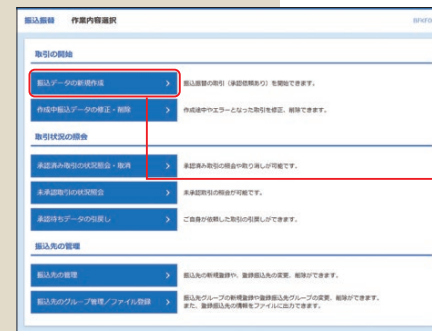 振込振替 作業内容選択
取引の開始
振込データの新規作成
振込振替の取引（承認依頼あり）を開始できます。
作成中振込データの修正・削除
作成途中やエラーとなった取引を修正、削除できます。
取引状況の照会
承認済み取引の状況照会・取消
承認済み取引の照会や取り消しが可能です。
未承認取引の状況照会
未承認取引の照会が可能です。
承認待ちデータの引戻し
ご自身が依頼した取引の引戻しができます。
振込先の管理
振込先の管理
振込先の新規登録や、登録振込先の変更、削除ができます。
振込先のグループ管理／ファイル登録
振込先グループの新規登録や登録振込先グループの変更、削除ができます。
また、登録振込先の情報をファイルに出力できます。